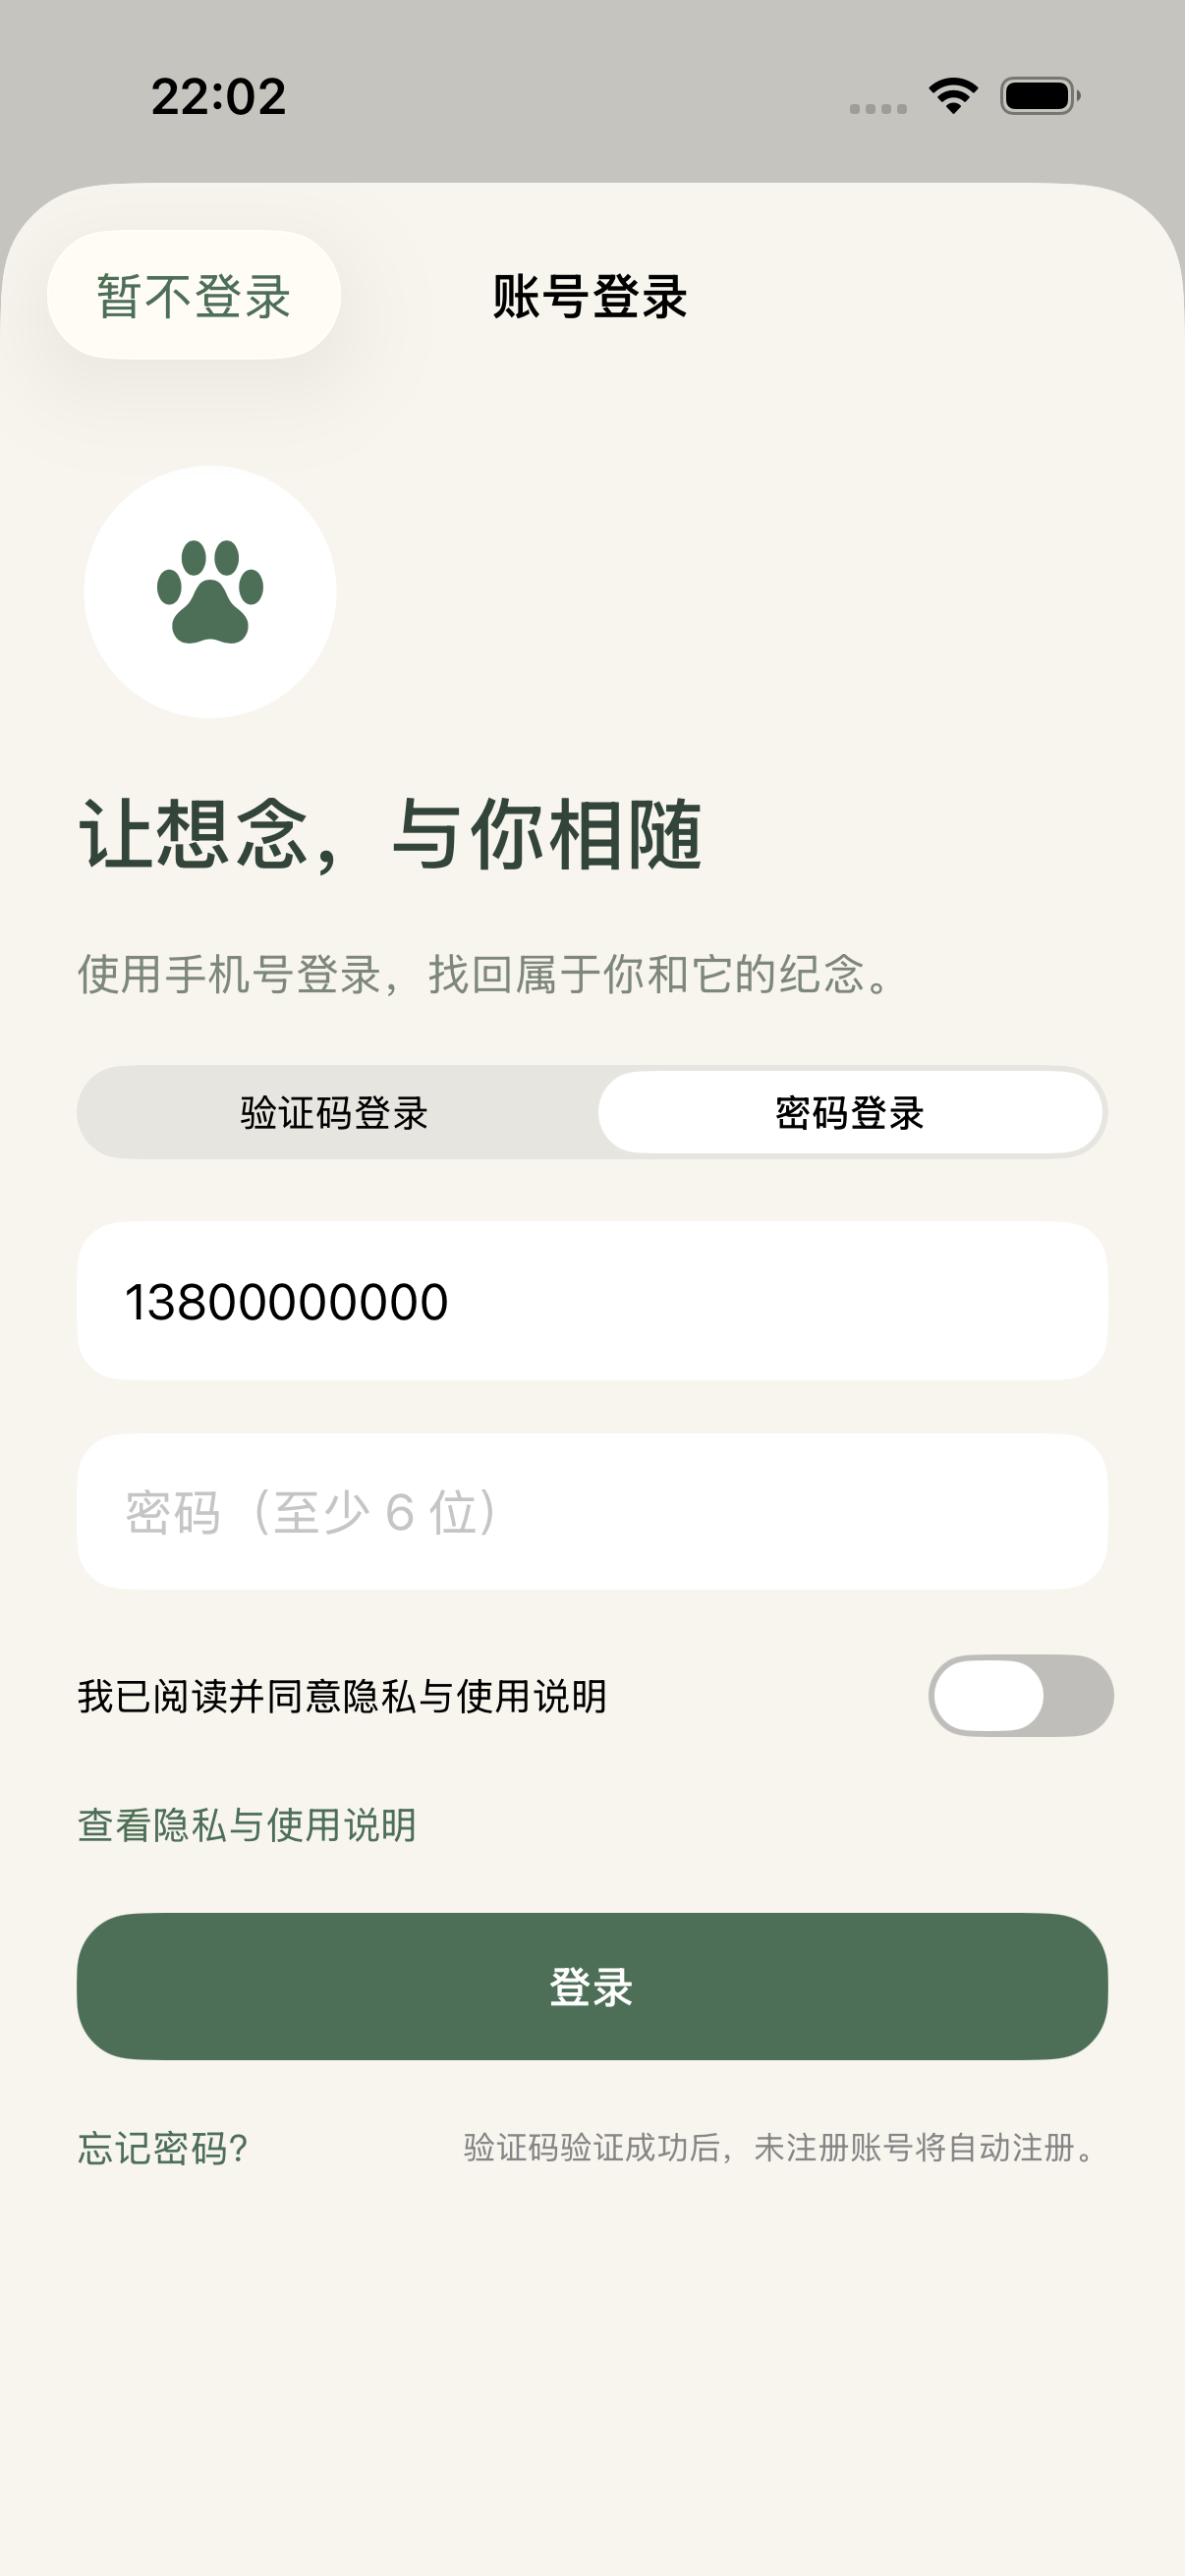 22:02
暂不登录
账号登录
让想念，与你相随
使用手机号登录，找回属于你和它的纪念。
验证码登录
密码登录
13800000000
密码（至少 6 位）
我已阅读并同意隐私与使用说明
查看隐私与使用说明
登录
忘记密码?
验证码验证成功后，未注册账号将自动注册。